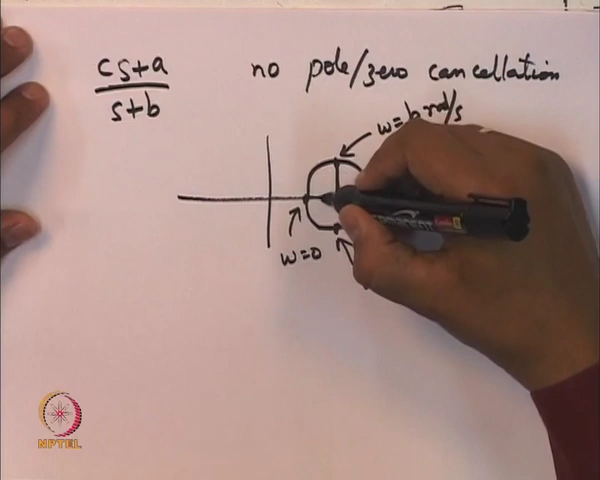 cs+a
s+b
no pole/zero cancellation
w=b rad/s
w=0
NPTEL